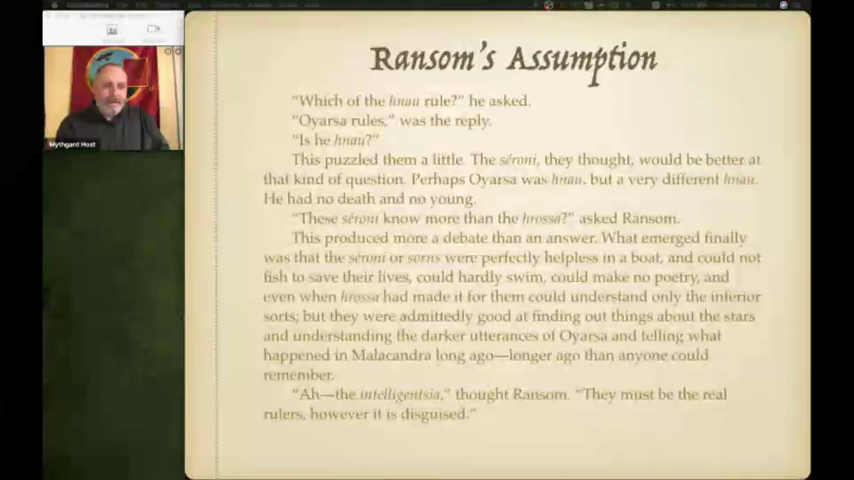 Ransom's Assumption
"Which of the hnau rule?" he asked.
"Oyarsa rules," was the reply.
"Is he hnau?"
This puzzled them a little. The séroni, they thought, would be better at
that kind of question. Perhaps Oyarsa was hnau, but a very different hnau.
He had no death and no young.
"These séroni know more than the hrossa?" asked Ransom.
This produced more a debate than an answer. What emerged finally
was that the séroni or sorns were perfectly helpless in a boat, and could not
fish to save their lives, could hardly swim, could make no poetry, and
even when hrossa had made it for them could understand only the inferior
sorts; but they were admittedly good at finding out things about the stars
and understanding the darker utterances of Oyarsa and telling what
happened in Malacandra long ago—longer ago than anyone could
remember.
"Ah—the intelligentsia," thought Ransom. "They must be the real
rulers, however it is disguised."
Mythgard Host